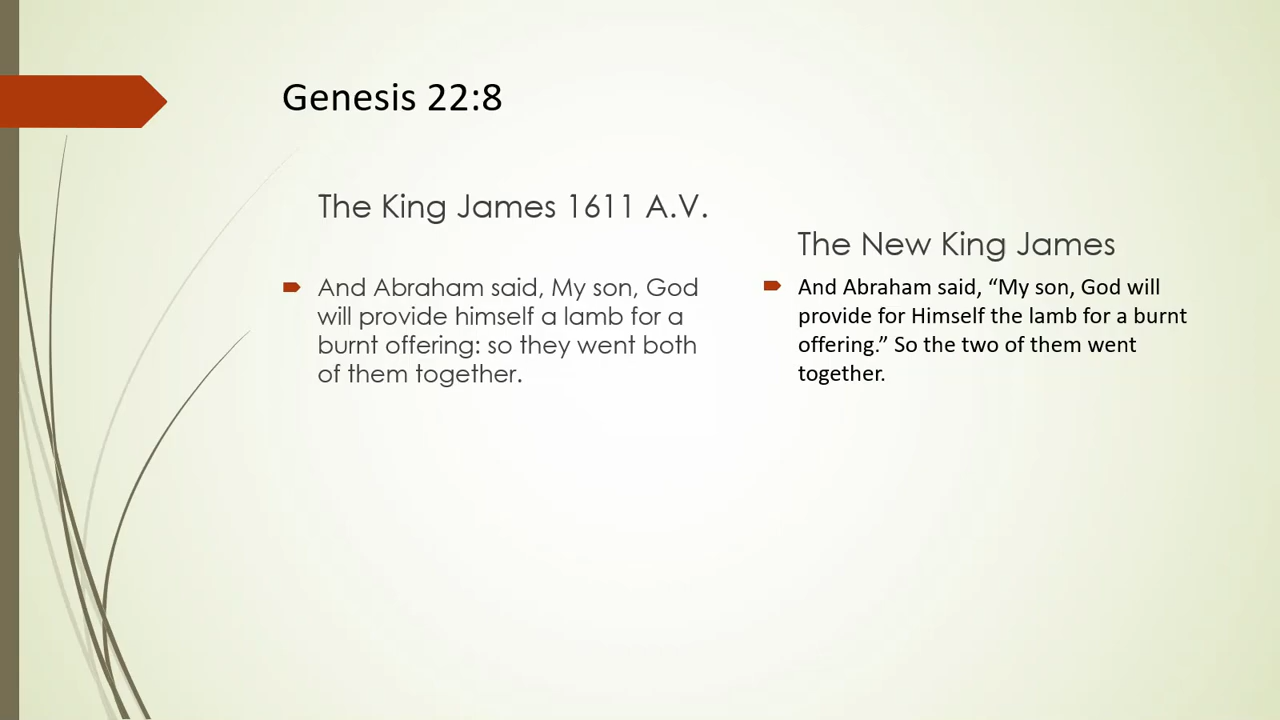 Genesis 22:8
The King James 1611 A.V.
And Abraham said, My son, God
will provide himself a lamb for a
burnt offering: so they went both
of them together.
The New King James
And Abraham said, “My son, God will
provide for Himself the lamb for a burnt
offering.” So the two of them went
together.